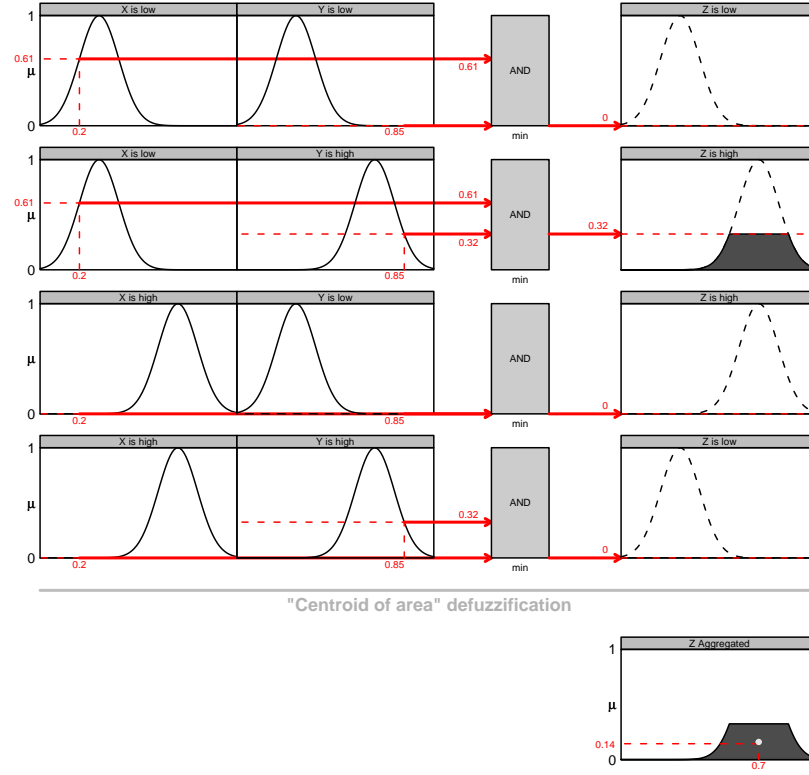 X is low Y is low Z is low
1
0.61 0.61 AND
μ
0 0
0.2 0.85 min
X is low Y is high Z is high
1
0.61 0.61 AND
μ 0.32 0.32
0
0.2 0.85 min
X is high Y is low Z is high
1
μ AND
0 0
0.2 0.85 min
X is high Y is high Z is low
1
0.32 AND
μ
0 0
0.2 0.85 min
"Centroid of area" defuzzification
Z Aggregated
1
μ
0.14
0
0.7